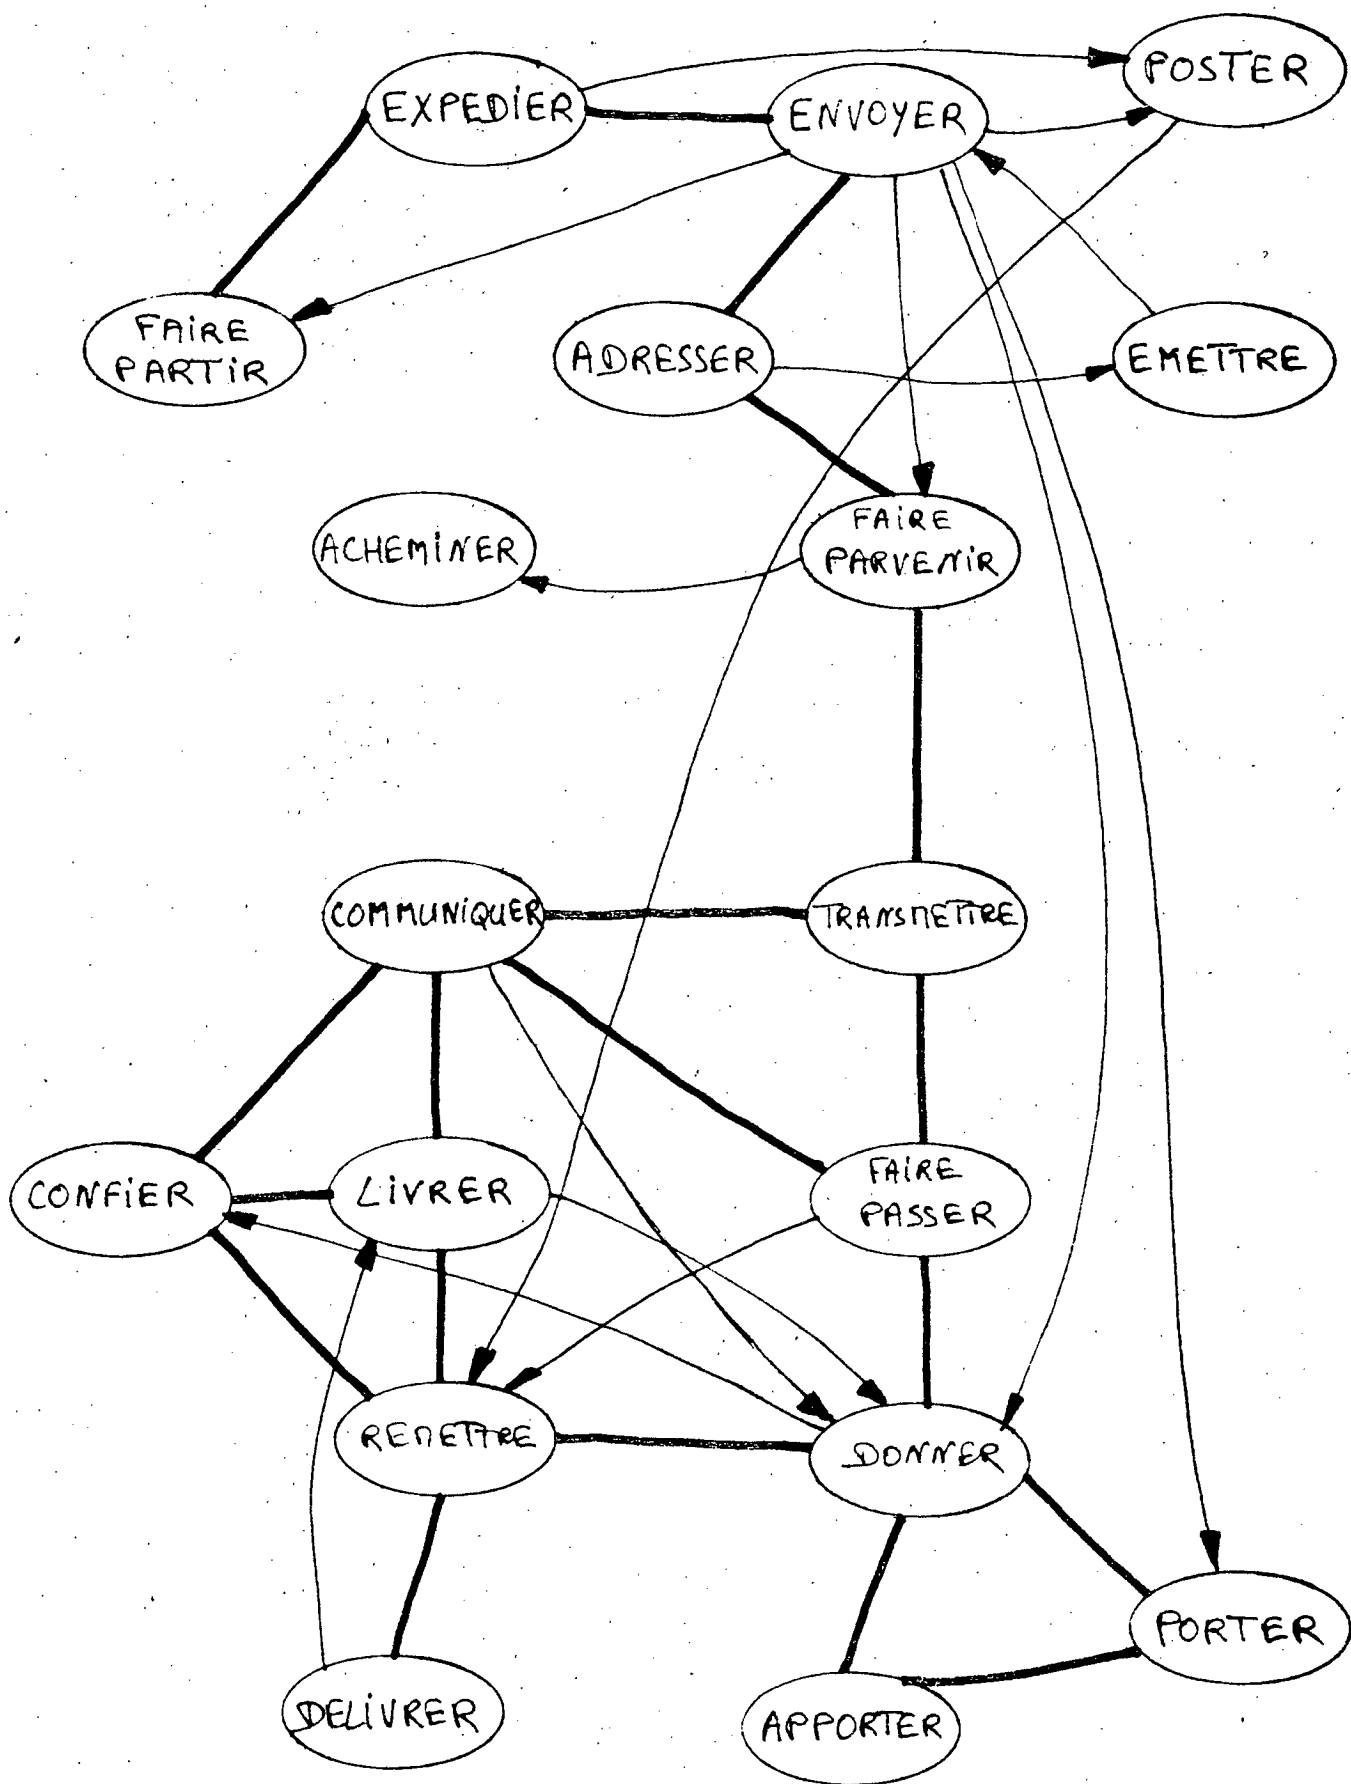 POSTER
EXPEDIER
ENVOYER
FAIRE
PARTIR
ADRESSER
EMETTRE
ACHEMINER
FAIRE
PARVENIR
COMMUNIQUER
TRANSMETTRE
CONFIER
LIVRER
FAIRE
PASSER
REMETTRE
DONNER
PORTER
DELIVRER
APPORTER